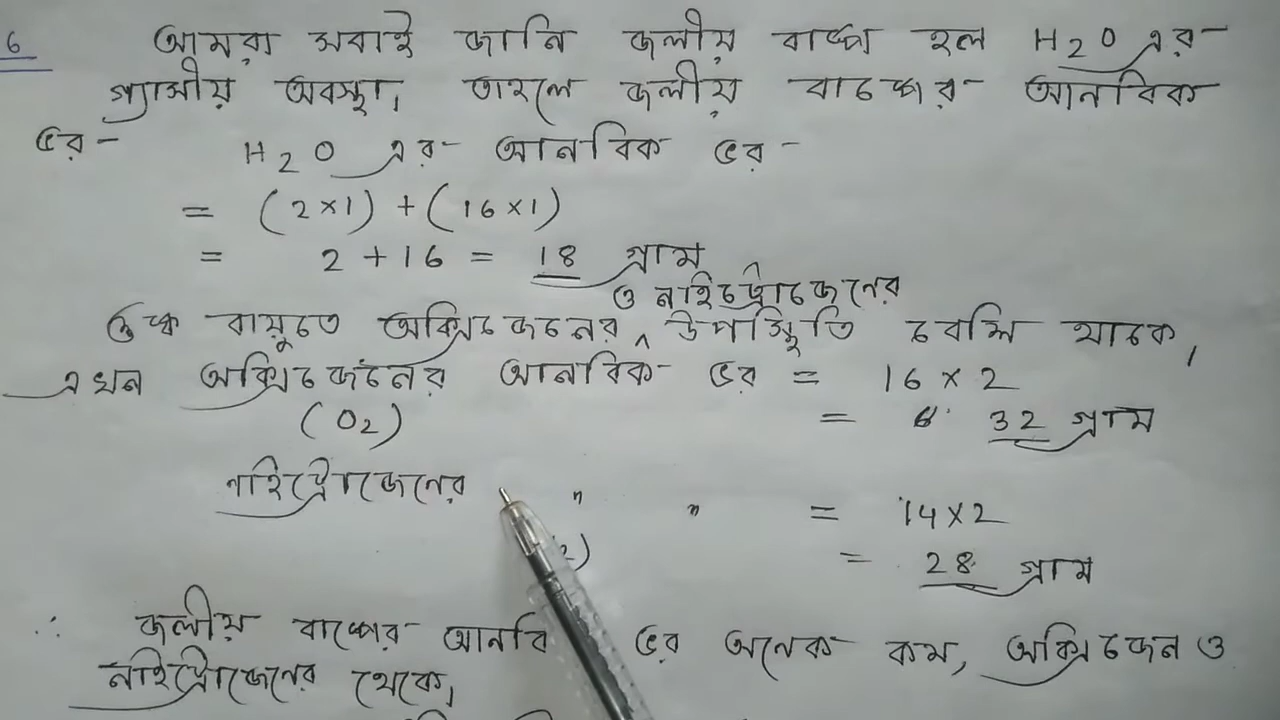 6
আমরা সবাই জানি জলীয় বাষ্প হল H2O এর-
গ্যাসীয় অবস্থা, তাহলে জলীয় বাষ্পের- আনবিক
ভর-
H2O এর- আনবিক ভর-
= (2×1) + (16×1)
= 2 + 16 = 18 গ্রাম
ও নাইট্রোজেনের
শুষ্ক বায়ুতে অক্সিজেনের ^ উপস্থিতি বেশি থাকে,
এখন অক্সিজেনের আনবিক ভর = 16 × 2
(O2) = 32 গ্রাম
নাইট্রোজেনের " " = 14×2
2) = 28 গ্রাম
∴ জলীয় বাষ্পের আনবি ভর অনেক কম, অক্সিজেন ও
নাইট্রোজেনের থেকে,